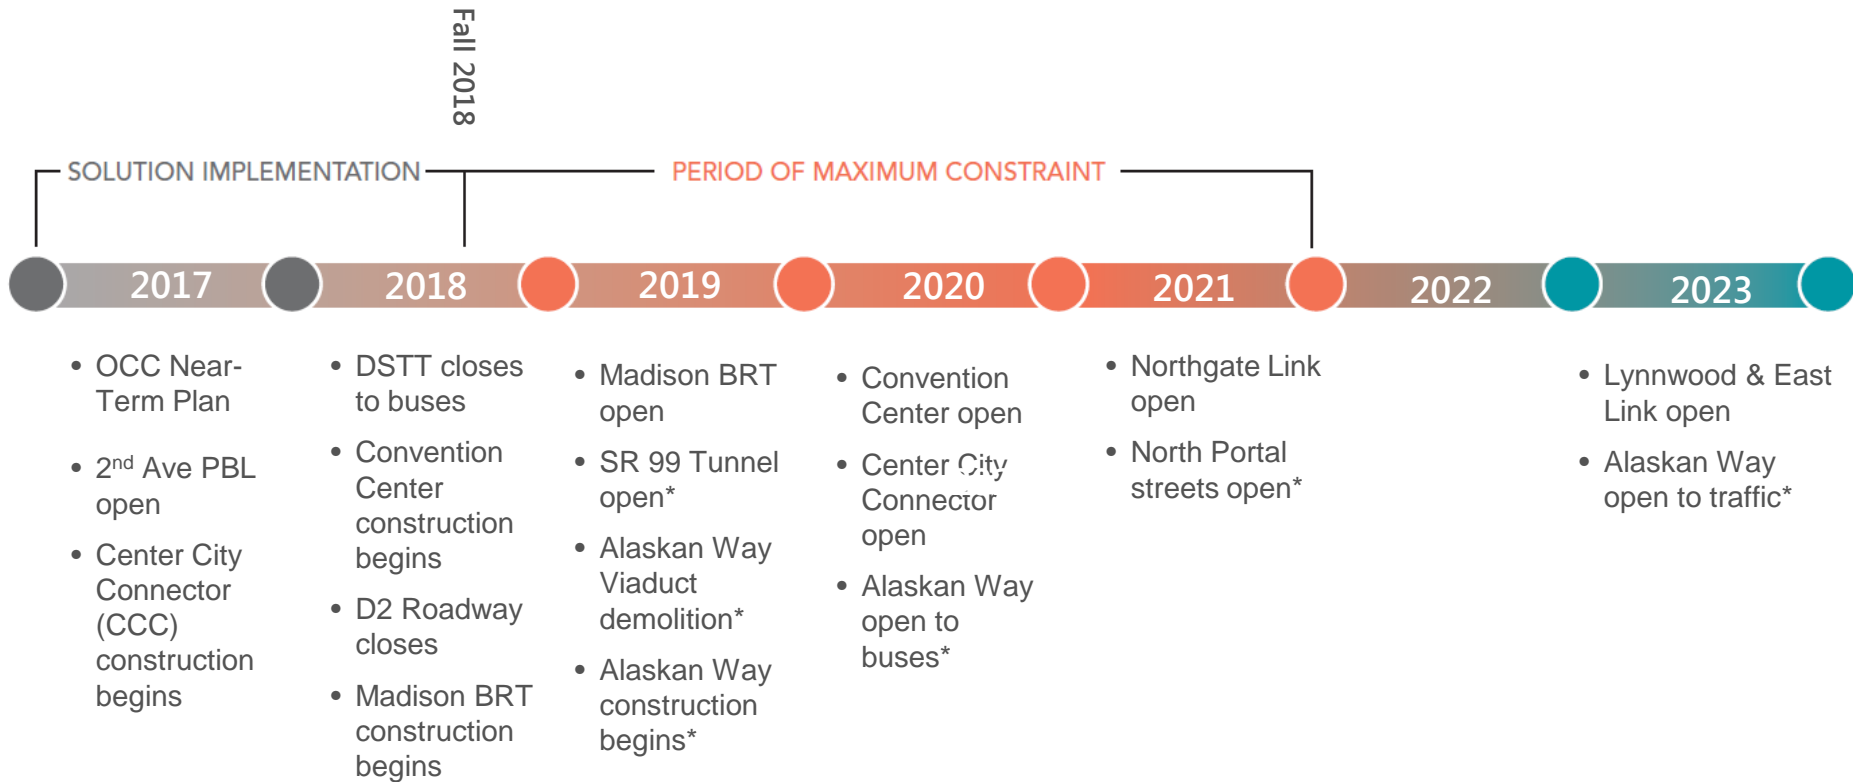 Fall 2018
SOLUTION IMPLEMENTATION
PERIOD OF MAXIMUM CONSTRAINT
2017
2018
2019
2020
2021
2022
2023
• OCC Near-
Term Plan
• 2nd Ave PBL
open
• Center City
Connector
(CCC)
construction
begins
• DSTT closes
to buses
• Convention
Center
construction
begins
• D2 Roadway
closes
• Madison BRT
construction
begins
• Madison BRT
open
• SR 99 Tunnel
open*
• Alaskan Way
Viaduct
demolition*
• Alaskan Way
construction
begins*
• Convention
Center open
• Center City
Connector
open
• Alaskan Way
open to
buses*
• Northgate Link
open
• North Portal
streets open*
• Lynnwood & East
Link open
• Alaskan Way
open to traffic*